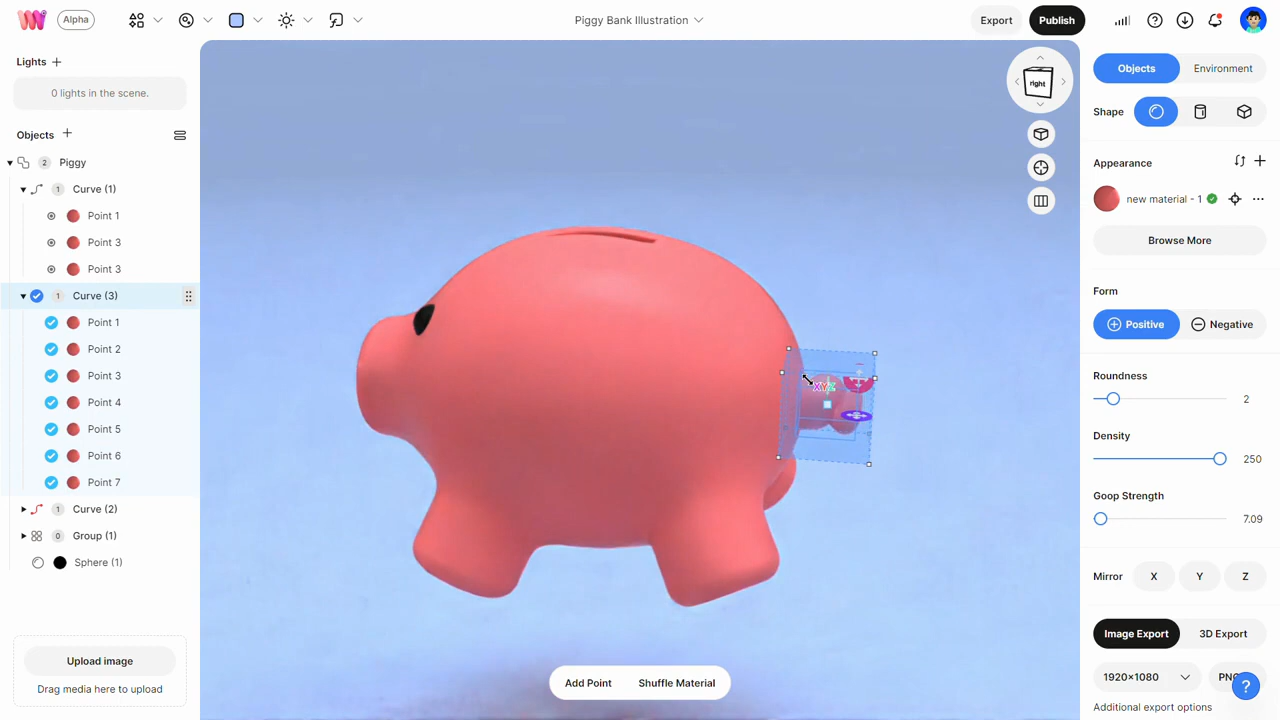 Alpha
Piggy Bank Illustration
Export
Publish
Lights
0 lights in the scene.
Objects
2 Piggy
1 Curve (1)
Point 1
Point 3
Point 3
1 Curve (3)
Point 1
Point 2
Point 3
Point 4
Point 5
Point 6
Point 7
1 Curve (2)
0 Group (1)
Sphere (1)
Upload image
Drag media here to upload
right
XYZ
Add Point
Shuffle Material
Objects
Environment
Shape
Appearance
new material - 1
Browse More
Form
Positive
Negative
Roundness
2
Density
250
Goop Strength
7.09
Mirror X Y Z
Image Export
3D Export
1920×1080
PN
?
Additional export options